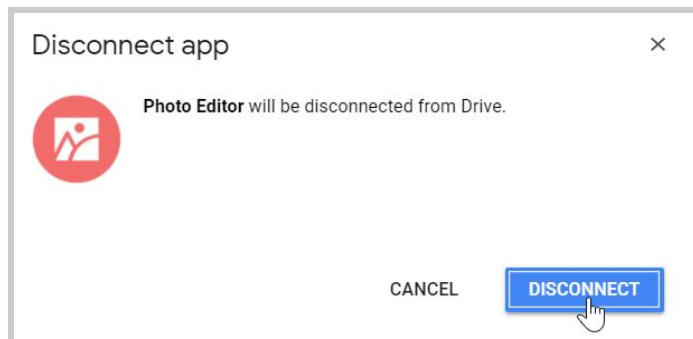 Disconnect app
Photo Editor will be disconnected from Drive.
CANCEL
DISCONNECT